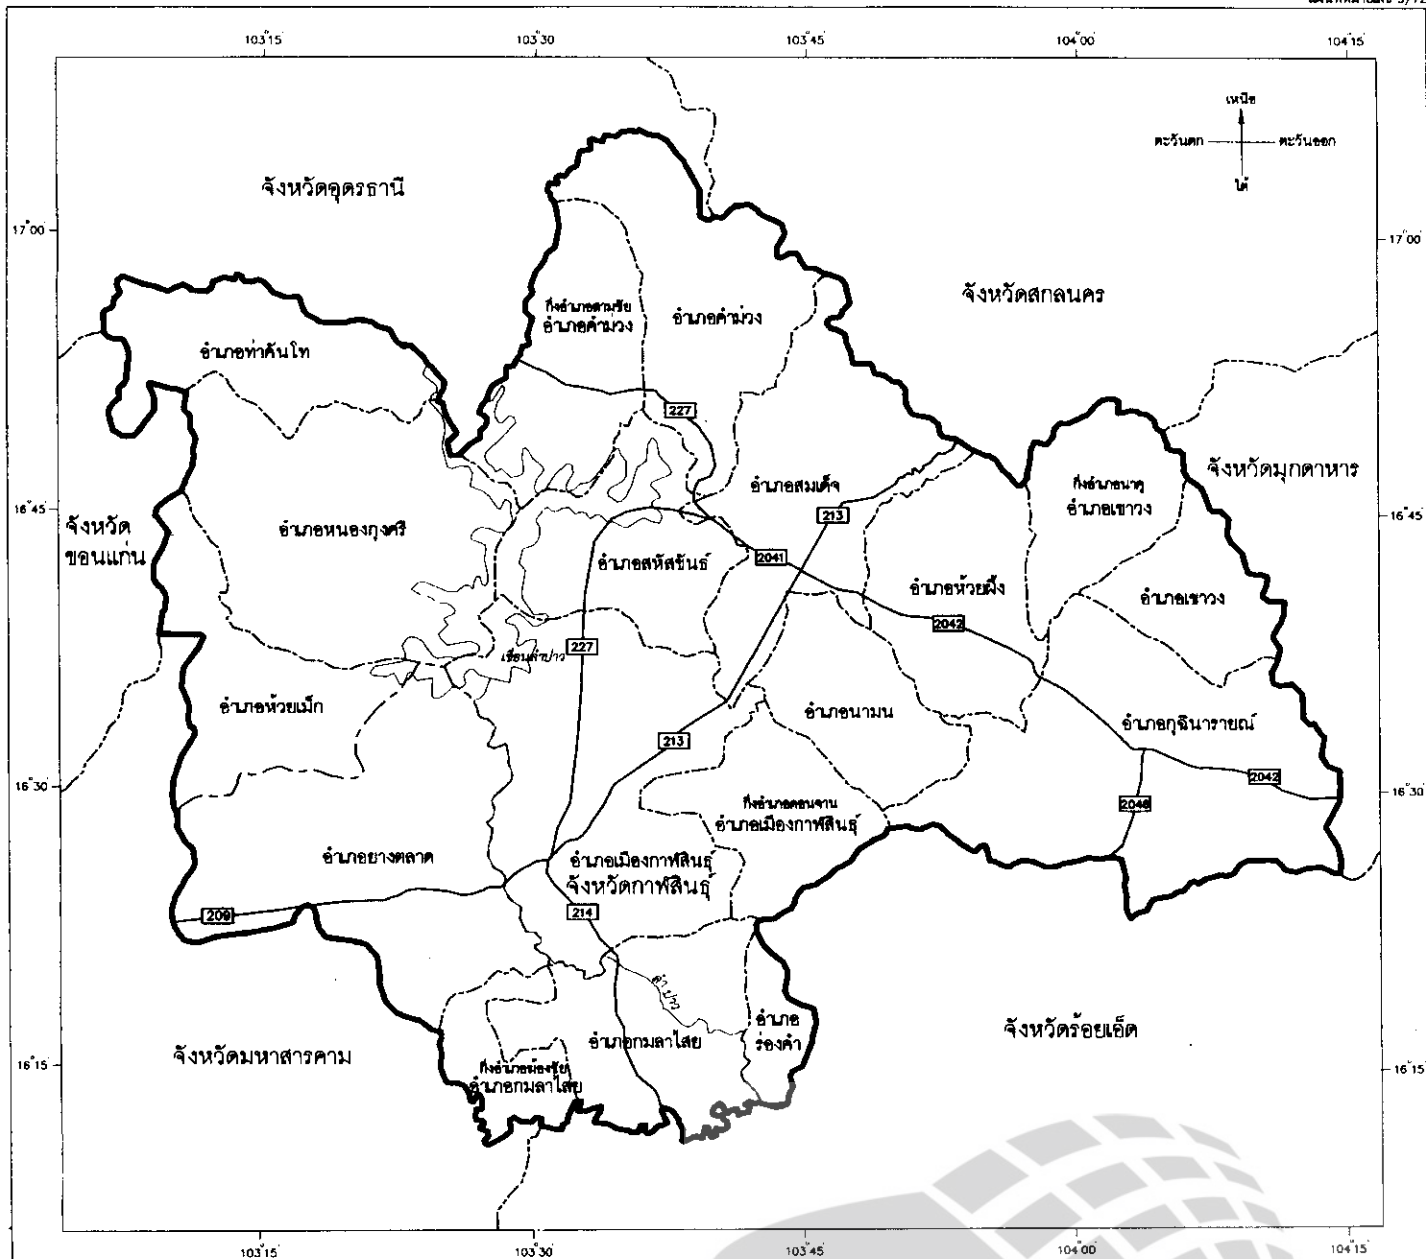 103°15'
103°30'
103°45'
104°00'
104°15'
เหนือ
ตะวันตก
ตะวันออก
ใต้
จังหวัดอุดรธานี
17°00'
17°00'
จังหวัดสกลนคร
กิ่งอำเภอสามชัย
อำเภอคำม่วง
อำเภอคำม่วง
อำเภอท่าคันโท
227
จังหวัดมุกดาหาร
อำเภอสมเด็จ
กิ่งอำเภอนาคู
อำเภอเขาวง
16°45'
16°45'
213
จังหวัด
ขอนแก่น
อำเภอหนองกุงศรี
อำเภอสหัสขันธ์
2041
อำเภอห้วยผึ้ง
อำเภอเขาวง
2042
227
เขื่อนลำปาว
อำเภอห้วยเม็ก
อำเภอนามน
อำเภอกุฉินารายณ์
213
2042
16°30'
16°30'
กิ่งอำเภอดอนจาน
อำเภอเมืองกาฬสินธุ์
2046
อำเภอยางตลาด
อำเภอเมืองกาฬสินธุ์
จังหวัดกาฬสินธุ์
209
214
ลำปาว
อำเภอ
ร่องคำ
จังหวัดร้อยเอ็ด
อำเภอกมลาไสย
จังหวัดมหาสารคาม
16°15'
16°15'
กิ่งอำเภอฆ้องชัย
อำเภอกมลาไสย
103°15'
103°30'
103°45'
104°00'
104°15'